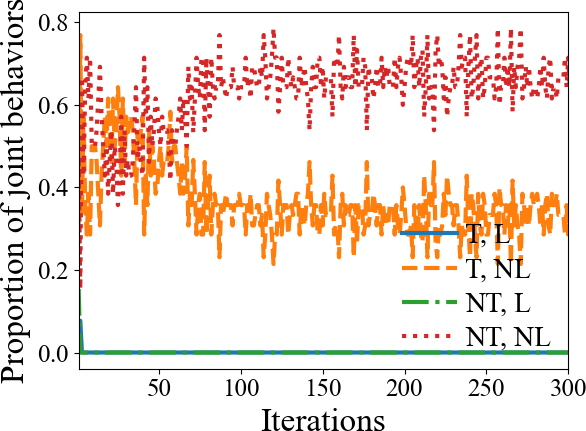 Proportion of joint behaviors
0.8
0.6
0.4
0.2
0.0
T, L
T, NL
NT, L
NT, NL
50 100 150 200 250 300
Iterations